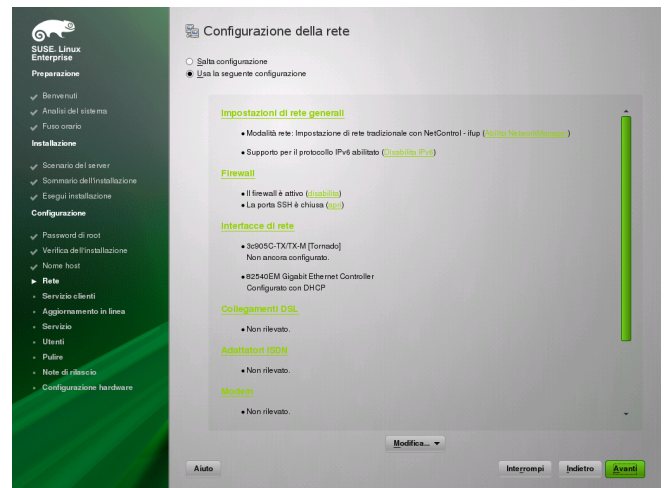 SUSE. Linux
Enterprise
Preparazione
Benvenuti
Analisi del sistema
Fuso orario
Installazione
Scenario del server
Sommario dell'installazione
Esegui installazione
Configurazione
Password di root
Verifica dell'installazione
Nome host
Rete
Servizio clienti
Aggiornamento in linea
Servizio
Utenti
Pulire
Note di rilascio
Configurazione hardware
Configurazione della rete
Salta configurazione
Usa la seguente configurazione
Impostazioni di rete generali
Modalità rete: Impostazione di rete tradizionale con NetControl - ifup (Abilita NetworkManager)
Supporto per il protocollo IPv6 abilitato (Disabilita IPv6)
Firewall
Il firewall è attivo (disabilita)
La porta SSH è chiusa (apri)
Interfacce di rete
3c905C-TX/TX-M [Tornado]
Non ancora configurato.
82540EM Gigabit Ethernet Controller
Configurato con DHCP
Collegamenti DSL
Non rilevato.
Adattatori ISDN
Non rilevato.
Modem
Non rilevato.
Modifica...
Aiuto
Interrompi
Indietro
Avanti